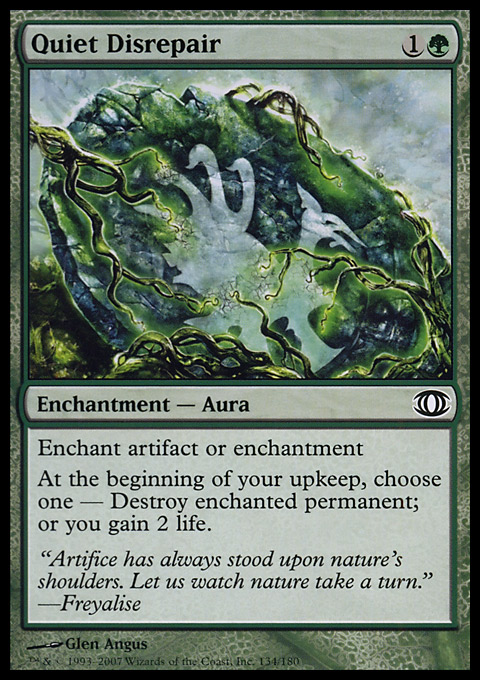 Quiet Disrepair 1
Enchantment — Aura
Enchant artifact or enchantment
At the beginning of your upkeep, choose
one — Destroy enchanted permanent;
or you gain 2 life.
“Artifice has always stood upon nature’s
shoulders. Let us watch nature take a turn.”
—Freyalise
Glen Angus
™ & © 1993–2007 Wizards of the Coast, Inc. 134/180